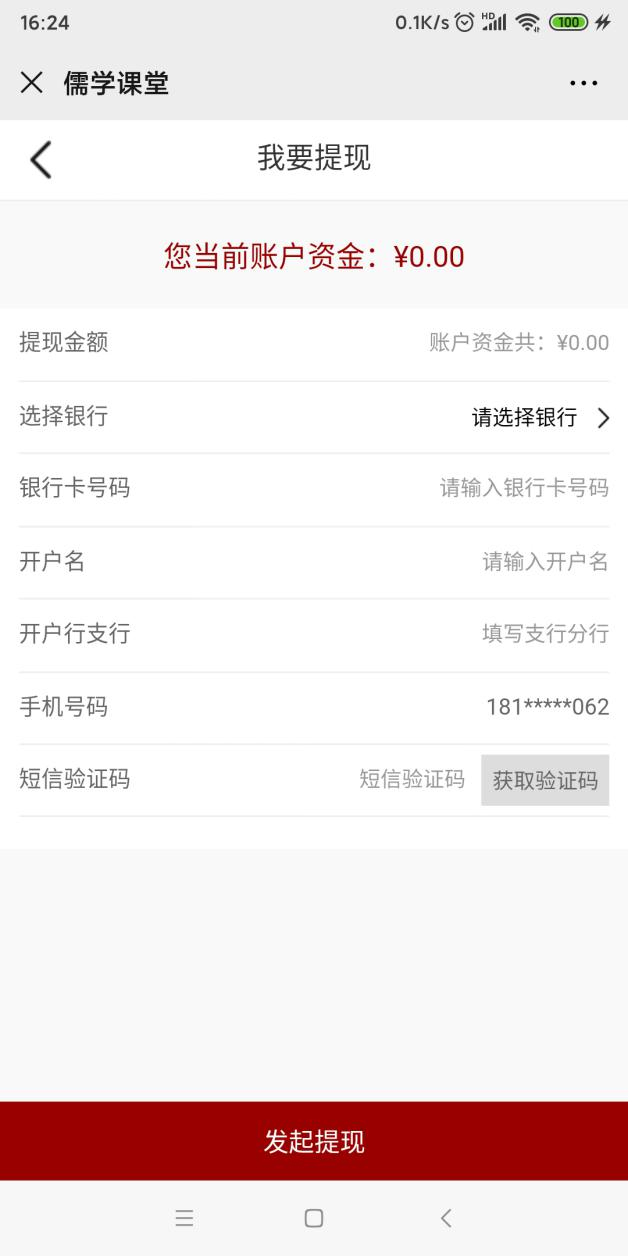 16:24 0.1K/s HD 100
儒学课堂
我要提现
您当前账户资金：¥0.00
提现金额 账户资金共：¥0.00
选择银行 请选择银行
银行卡号码 请输入银行卡号码
开户名 请输入开户名
开户行支行 填写支行分行
手机号码 181*****062
短信验证码 短信验证码 获取验证码
发起提现